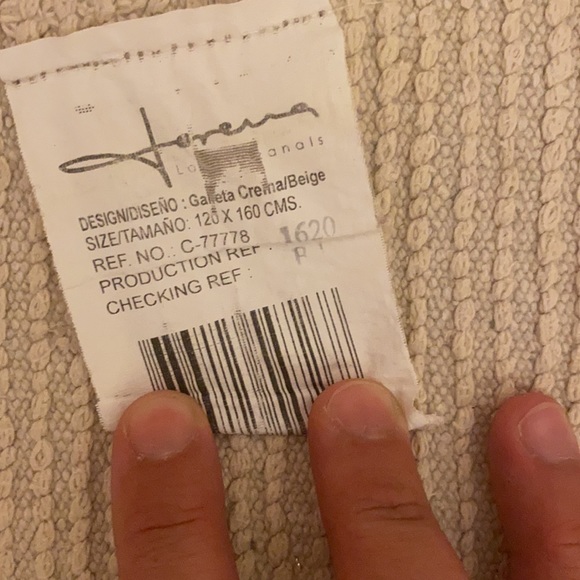 Lorena
Canals
DESIGN/DISEÑO : Galleta Crema/Beige
SIZE/TAMAÑO: 120 X 160 CMS.
REF. NO.: C-77778
PRODUCTION REF : 1620
CHECKING REF :